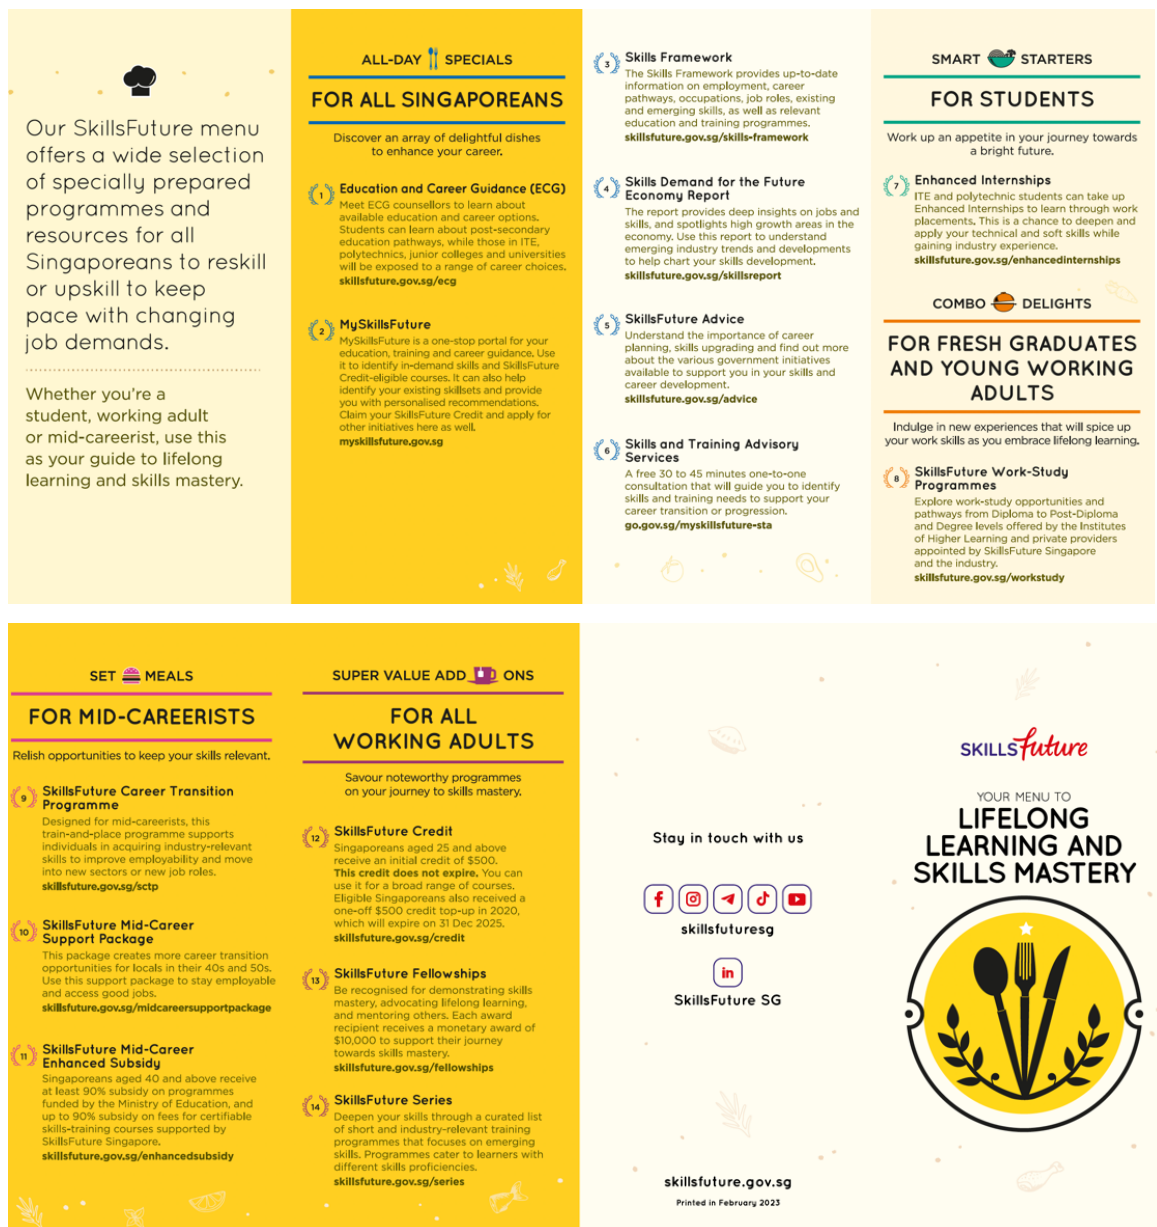 Our SkillsFuture menu
offers a wide selection
of specially prepared
programmes and
resources for all
Singaporeans to reskill
or upskill to keep
pace with changing
job demands.
Whether you're a
student, working adult
or mid-careerist, use this
as your guide to lifelong
learning and skills mastery.
ALL-DAY SPECIALS
FOR ALL SINGAPOREANS
Discover an array of delightful dishes
to enhance your career.
1
Education and Career Guidance (ECG)
Meet ECG counsellors to learn about
available education and career options.
Students can learn about post-secondary
education pathways, while those in ITE,
polytechnics, junior colleges and universities
will be exposed to a range of career choices.
skillsfuture.gov.sg/ecg
2
MySkillsFuture
MySkillsFuture is a one-stop portal for your
education, training and career guidance. Use
it to identify in-demand skills and SkillsFuture
Credit-eligible courses. It can also help
identify your existing skillsets and provide
you with personalised recommendations.
Claim your SkillsFuture Credit and apply for
other initiatives here as well.
myskillsfuture.gov.sg
3
Skills Framework
The Skills Framework provides up-to-date
information on employment, career
pathways, occupations, job roles, existing
and emerging skills, as well as relevant
education and training programmes.
skillsfuture.gov.sg/skills-framework
4
Skills Demand for the Future
Economy Report
The report provides deep insights on jobs and
skills, and spotlights high growth areas in the
economy. Use this report to understand
emerging industry trends and developments
to help chart your skills development.
skillsfuture.gov.sg/skillsreport
5
SkillsFuture Advice
Understand the importance of career
planning, skills upgrading and find out more
about the various government initiatives
available to support you in your skills and
career development.
skillsfuture.gov.sg/advice
6
Skills and Training Advisory
Services
A free 30 to 45 minutes one-to-one
consultation that will guide you to identify
skills and training needs to support your
career transition or progression.
go.gov.sg/myskillsfuture-sta
SMART STARTERS
FOR STUDENTS
Work up an appetite in your journey towards
a bright future.
7
Enhanced Internships
ITE and polytechnic students can take up
Enhanced Internships to learn through work
placements. This is a chance to deepen and
apply your technical and soft skills while
gaining industry experience.
skillsfuture.gov.sg/enhancedinternships
COMBO DELIGHTS
FOR FRESH GRADUATES
AND YOUNG WORKING
ADULTS
Indulge in new experiences that will spice up
your work skills as you embrace lifelong learning.
8
SkillsFuture Work-Study
Programmes
Explore work-study opportunities and
pathways from Diploma to Post-Diploma
and Degree levels offered by the Institutes
of Higher Learning and private providers
appointed by SkillsFuture Singapore
and the industry.
skillsfuture.gov.sg/workstudy
SET MEALS
FOR MID-CAREERISTS
Relish opportunities to keep your skills relevant.
9
SkillsFuture Career Transition
Programme
Designed for mid-careerists, this
train-and-place programme supports
individuals in acquiring industry-relevant
skills to improve employability and move
into new sectors or new job roles.
skillsfuture.gov.sg/sctp
10
SkillsFuture Mid-Career
Support Package
This package creates more career transition
opportunities for locals in their 40s and 50s.
Use this support package to stay employable
and access good jobs.
skillsfuture.gov.sg/midcareersupportpackage
11
SkillsFuture Mid-Career
Enhanced Subsidy
Singaporeans aged 40 and above receive
at least 90% subsidy on programmes
funded by the Ministry of Education, and
up to 90% subsidy on fees for certifiable
skills-training courses supported by
SkillsFuture Singapore.
skillsfuture.gov.sg/enhancedsubsidy
SUPER VALUE ADD ONS
FOR ALL
WORKING ADULTS
Savour noteworthy programmes
on your journey to skills mastery.
12
SkillsFuture Credit
Singaporeans aged 25 and above
receive an initial credit of $500.
This credit does not expire. You can
use it for a broad range of courses.
Eligible Singaporeans also received a
one-off $500 credit top-up in 2020,
which will expire on 31 Dec 2025.
skillsfuture.gov.sg/credit
13
SkillsFuture Fellowships
Be recognised for demonstrating skills
mastery, advocating lifelong learning,
and mentoring others. Each award
recipient receives a monetary award of
$10,000 to support their journey
towards skills mastery.
skillsfuture.gov.sg/fellowships
14
SkillsFuture Series
Deepen your skills through a curated list
of short and industry-relevant training
programmes that focuses on emerging
skills. Programmes cater to learners with
different skills proficiencies.
skillsfuture.gov.sg/series
Stay in touch with us
skillsfuturesg
in
SkillsFuture SG
skillsfuture.gov.sg
Printed in February 2023
SKILLSfuture
YOUR MENU TO
LIFELONG
LEARNING AND
SKILLS MASTERY